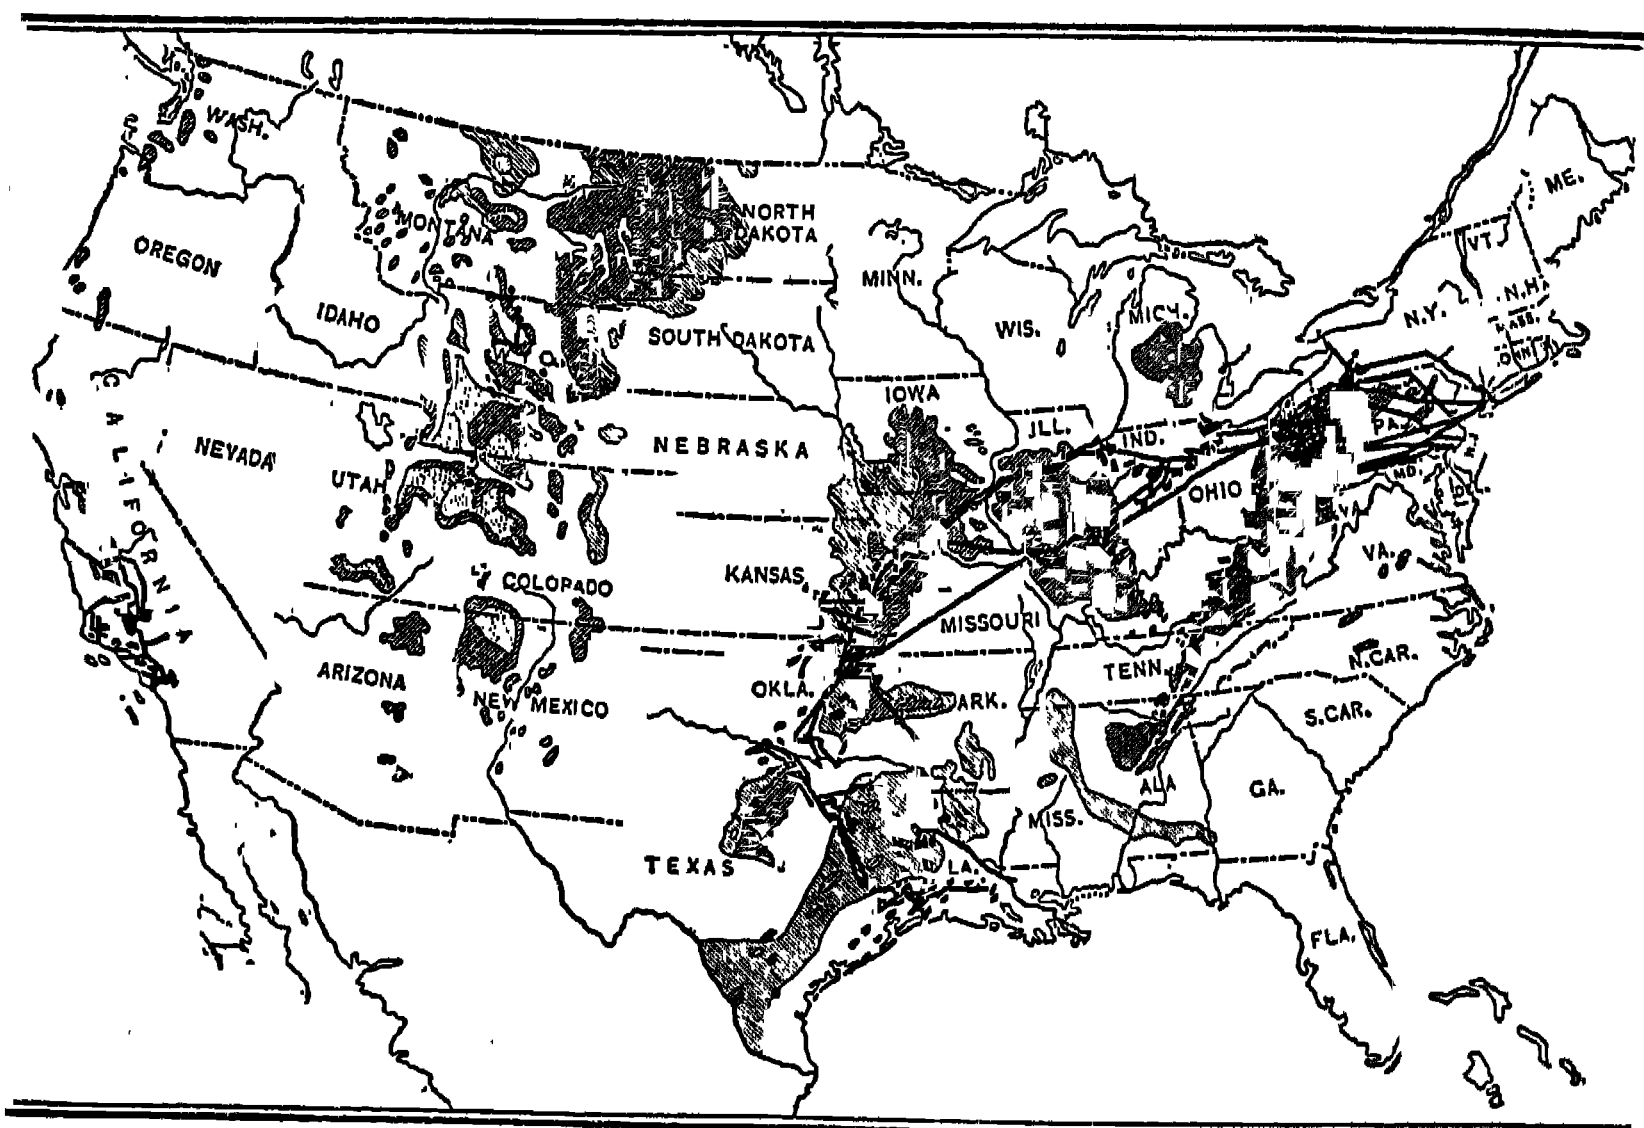 WASH.
MONTANA
NORTH
DAKOTA
ME.
VT.
OREGON
IDAHO
MINN.
N.H.
SOUTH DAKOTA
WIS.
MICH.
N.Y.
MASS.
IOWA
CALIFORNIA
NEVADA
NEBRASKA
ILL.
IND.
PA.
UTAH
OHIO
MD.
VA.
COLORADO
KANSAS
MISSOURI
ARIZONA
NEW MEXICO
OKLA.
ARK.
TENN.
N.CAR.
S.CAR.
TEXAS
LA.
MISS.
ALA
GA.
FLA.